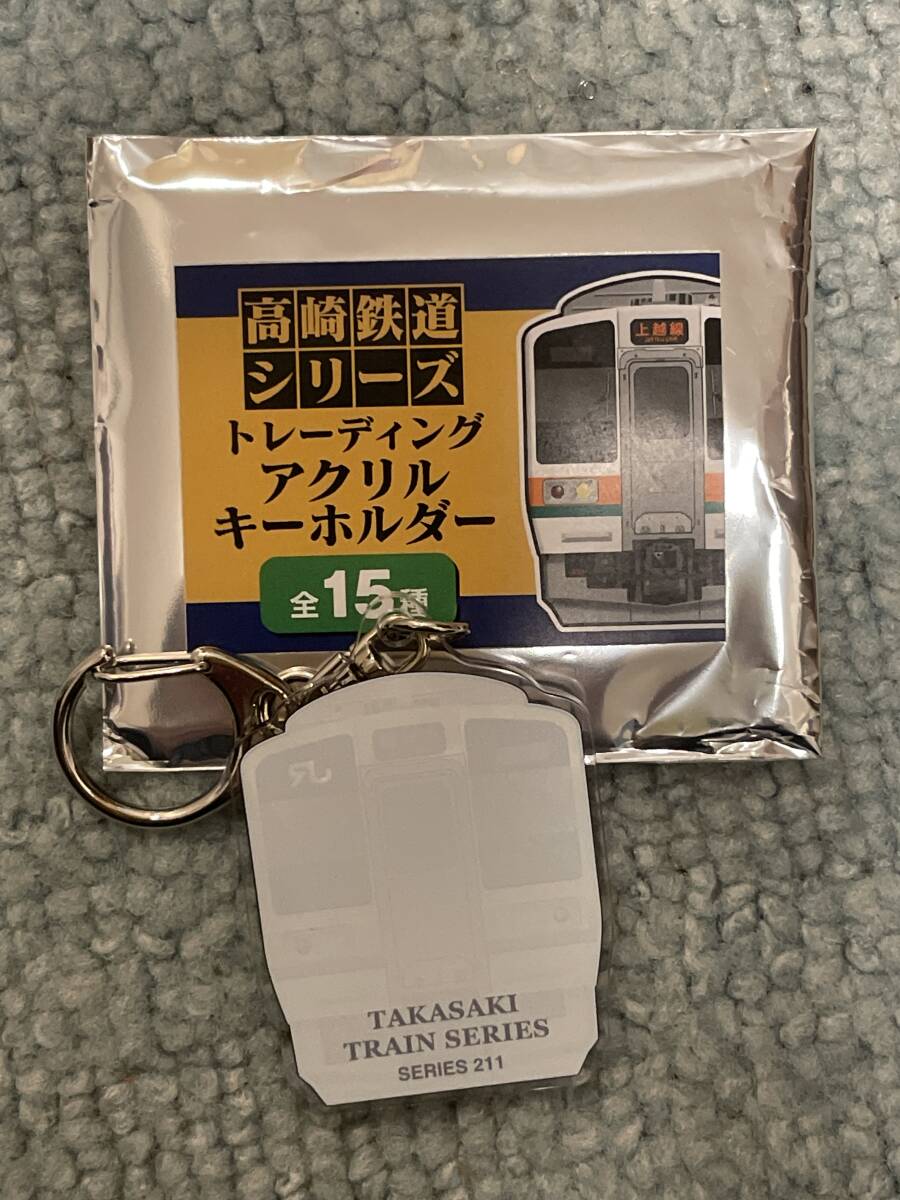 高崎鉄道
シリーズ
トレーディング
アクリル
キーホルダー
全15種
上越線
TAKASAKI
TRAIN SERIES
SERIES 211